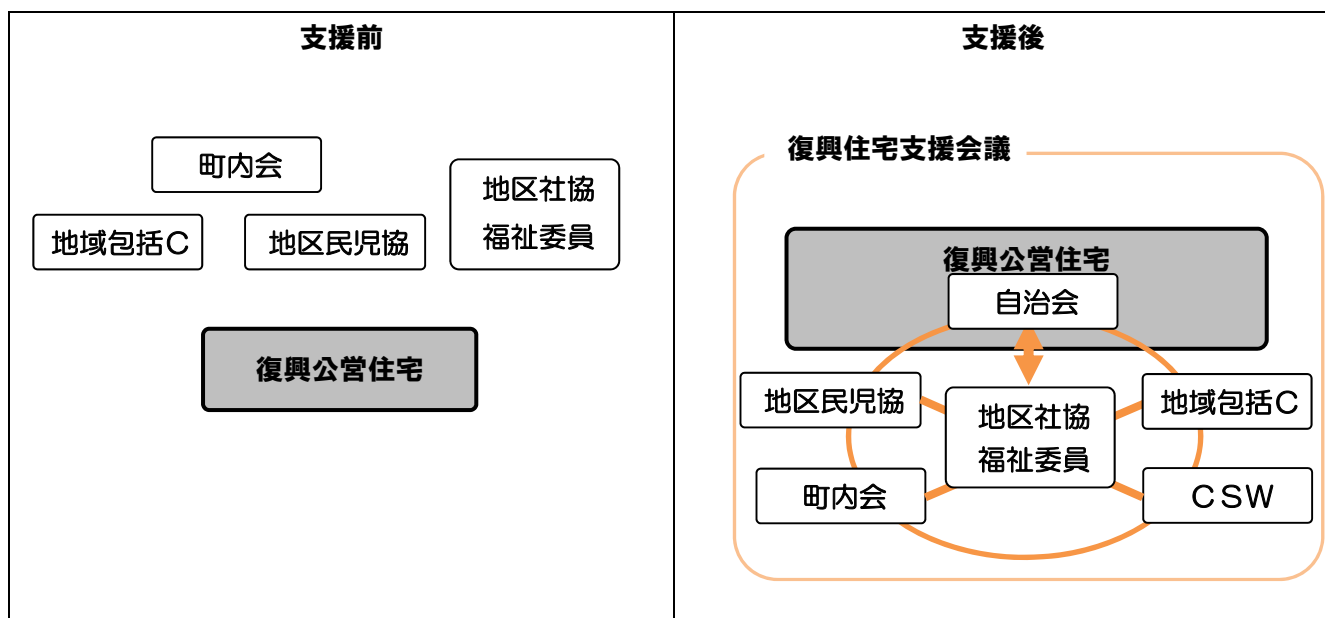 支援前
町内会
地区社協
福祉委員
地域包括C
地区民児協
復興公営住宅
支援後
復興住宅支援会議
復興公営住宅
自治会
地区民児協
地区社協
福祉委員
地域包括C
町内会
CSW